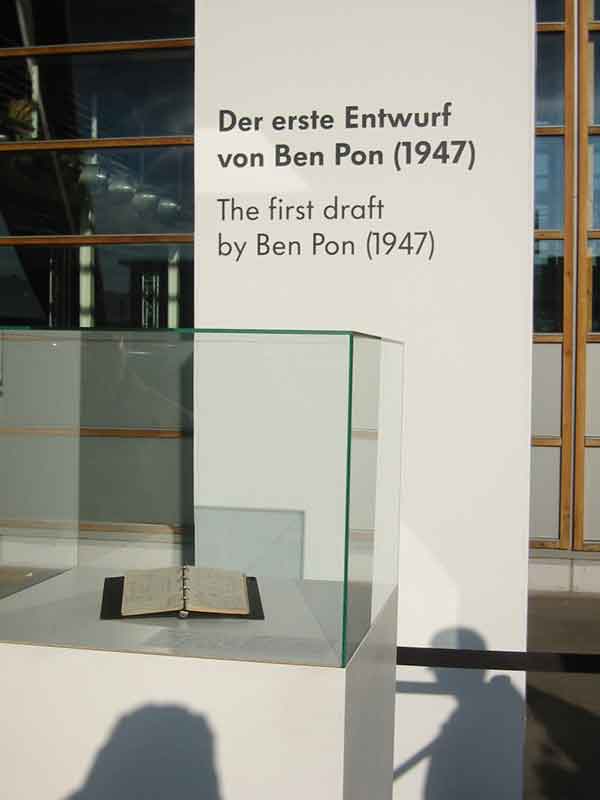 Der erste Entwurf
von Ben Pon (1947)
The first draft
by Ben Pon (1947)